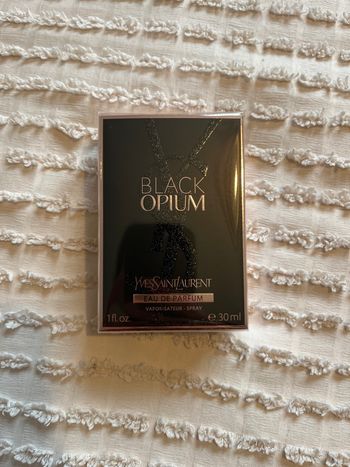 BLACK
OPIUM
YVESSAINTLAURENT
EAU DE PARFUM
VAPORISATEUR - SPRAY
1 fl.oz. ℮ 30 ml